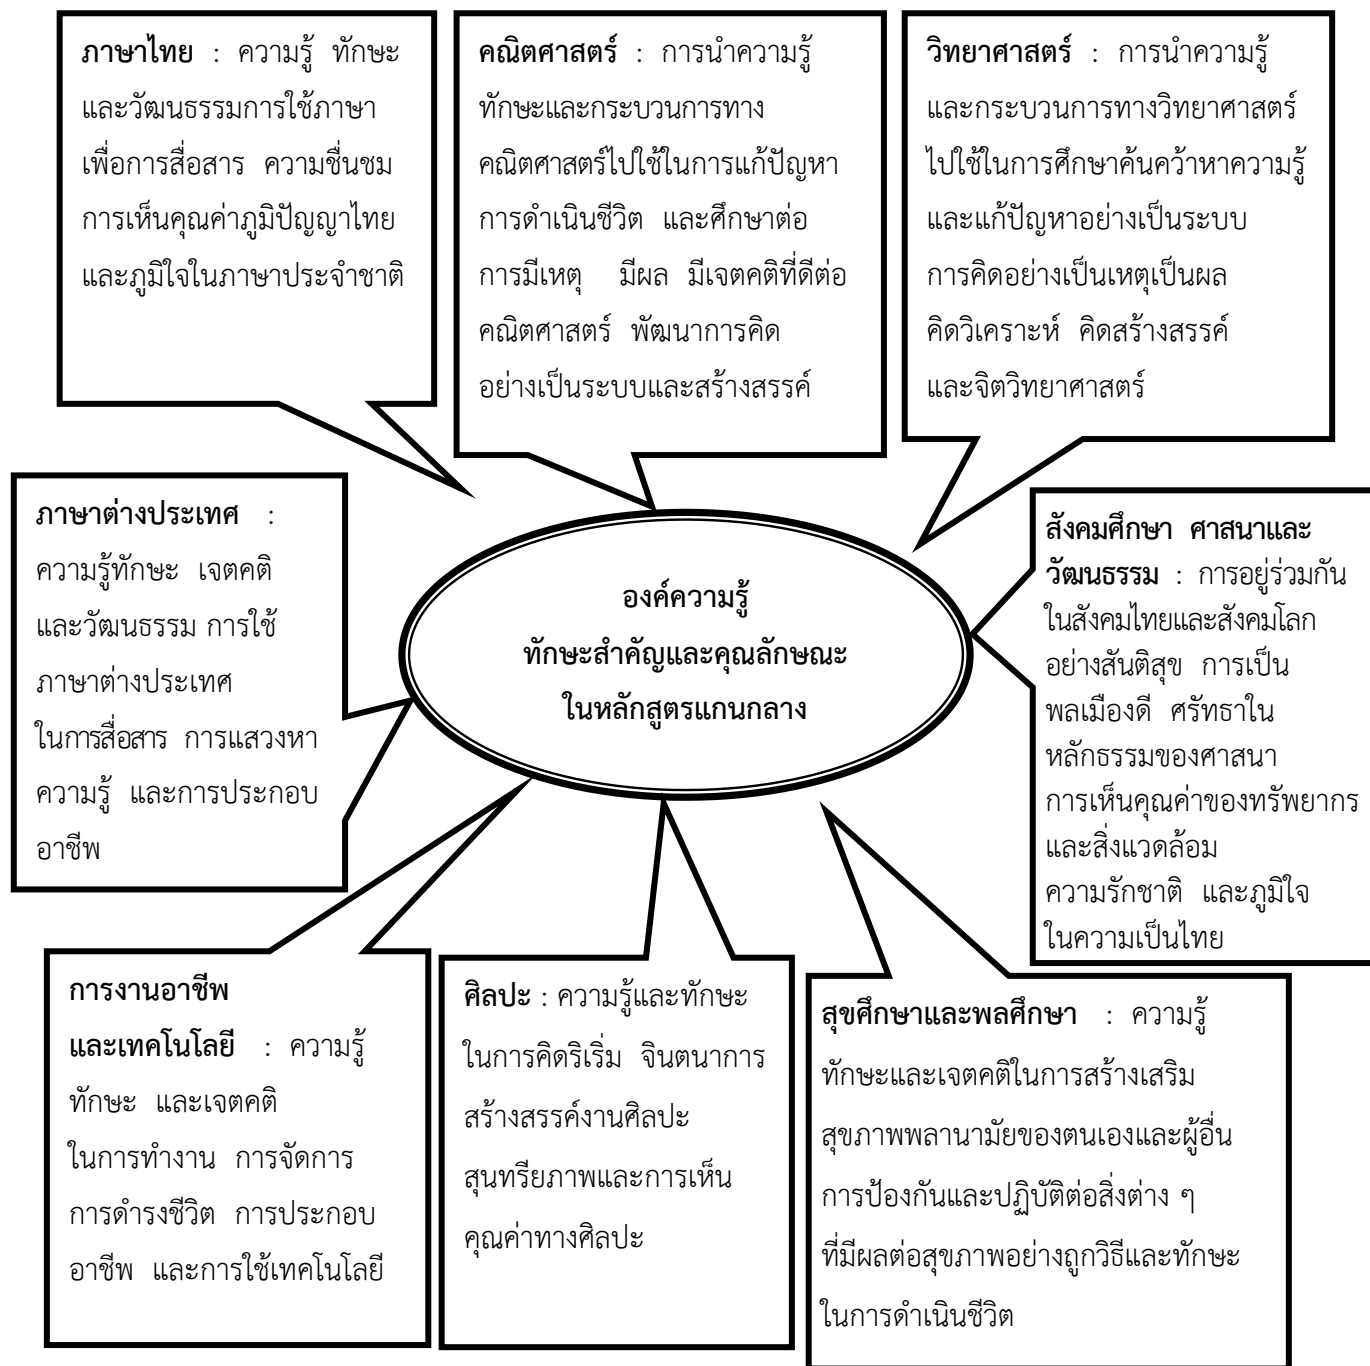 ภาษาไทย : ความรู้ ทักษะ
และวัฒนธรรมการใช้ภาษา
เพื่อการสื่อสาร ความชื่นชม
การเห็นคุณค่าภูมิปัญญาไทย
และภูมิใจในภาษาประจำชาติ
คณิตศาสตร์ : การนำความรู้
ทักษะและกระบวนการทาง
คณิตศาสตร์ไปใช้ในการแก้ปัญหา
การดำเนินชีวิต และศึกษาต่อ
การมีเหตุ มีผล มีเจตคติที่ดีต่อ
คณิตศาสตร์ พัฒนาการคิด
อย่างเป็นระบบและสร้างสรรค์
วิทยาศาสตร์ : การนำความรู้
และกระบวนการทางวิทยาศาสตร์
ไปใช้ในการศึกษาค้นคว้าหาความรู้
และแก้ปัญหาอย่างเป็นระบบ
การคิดอย่างเป็นเหตุเป็นผล
คิดวิเคราะห์ คิดสร้างสรรค์
และจิตวิทยาศาสตร์
ภาษาต่างประเทศ :
ความรู้ทักษะ เจตคติ
และวัฒนธรรม การใช้
ภาษาต่างประเทศ
ในการสื่อสาร การแสวงหา
ความรู้ และการประกอบ
อาชีพ
องค์ความรู้
ทักษะสำคัญและคุณลักษณะ
ในหลักสูตรแกนกลาง
สังคมศึกษา ศาสนาและ
วัฒนธรรม : การอยู่ร่วมกัน
ในสังคมไทยและสังคมโลก
อย่างสันติสุข การเป็น
พลเมืองดี ศรัทธาใน
หลักธรรมของศาสนา
การเห็นคุณค่าของทรัพยากร
และสิ่งแวดล้อม
ความรักชาติ และภูมิใจ
ในความเป็นไทย
การงานอาชีพ
และเทคโนโลยี : ความรู้
ทักษะ และเจตคติ
ในการทำงาน การจัดการ
การดำรงชีวิต การประกอบ
อาชีพ และการใช้เทคโนโลยี
ศิลปะ : ความรู้และทักษะ
ในการคิดริเริ่ม จินตนาการ
สร้างสรรค์งานศิลปะ
สุนทรียภาพและการเห็น
คุณค่าทางศิลปะ
สุขศึกษาและพลศึกษา : ความรู้
ทักษะและเจตคติในการสร้างเสริม
สุขภาพพลานามัยของตนเองและผู้อื่น
การป้องกันและปฏิบัติต่อสิ่งต่าง ๆ
ที่มีผลต่อสุขภาพอย่างถูกวิธีและทักษะ
ในการดำเนินชีวิต